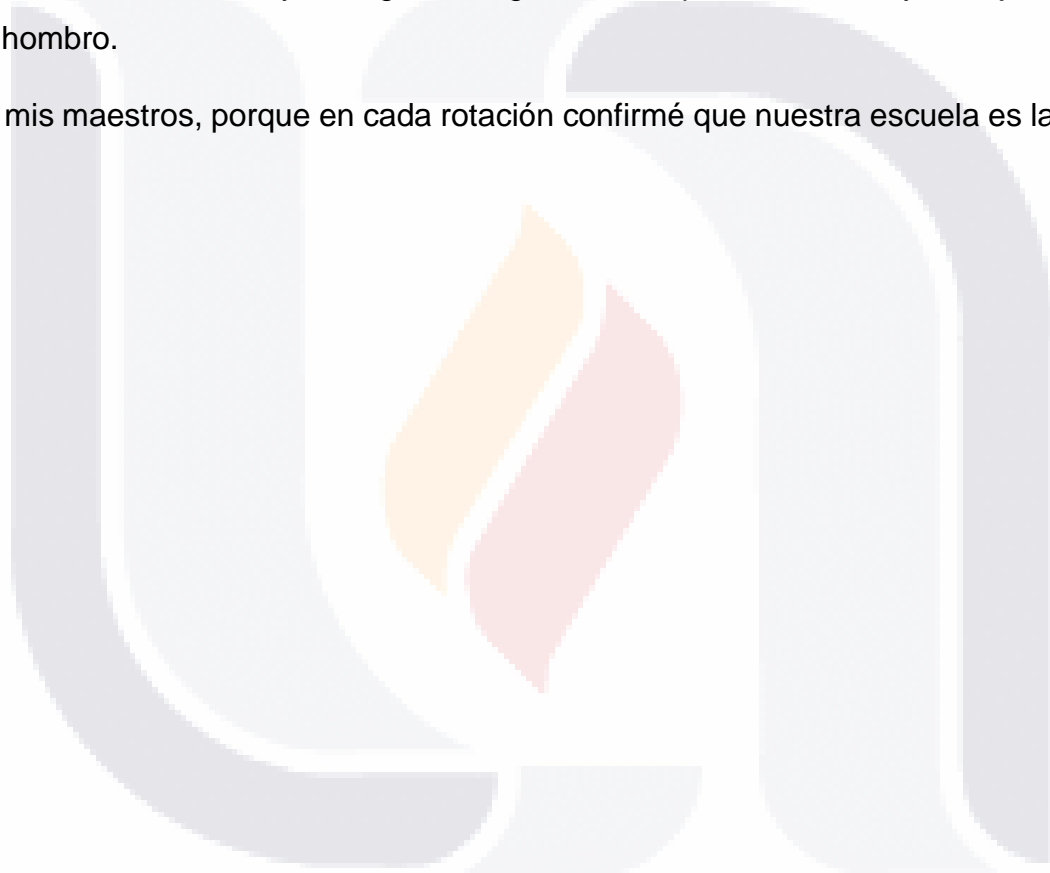 hombro.
mis maestros, porque en cada rotación confirmé que nuestra escuela es la